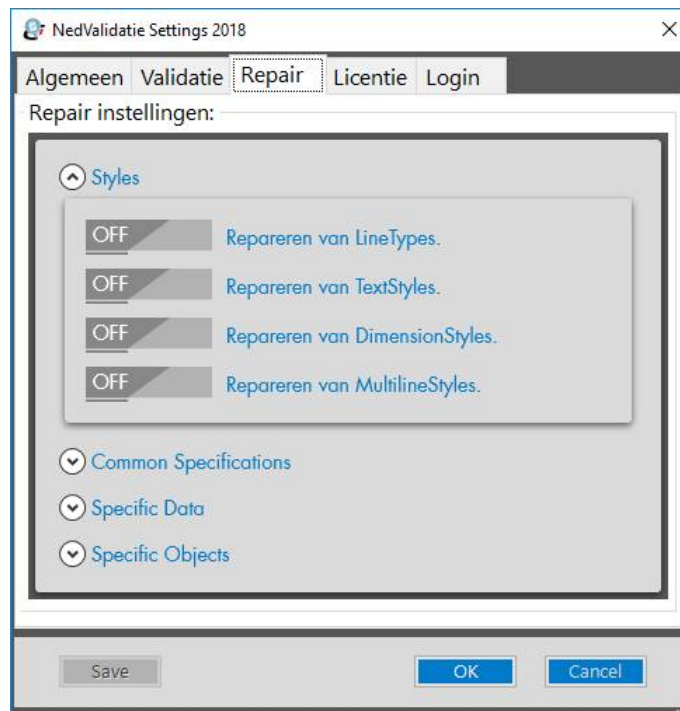 NedValidatie Settings 2018
Algemeen Validatie Repair Licentie Login
Repair instellingen:
Styles
OFF Repareren van LineTypes.
OFF Repareren van TextStyles.
OFF Repareren van DimensionStyles.
OFF Repareren van MultilineStyles.
Common Specifications
Specific Data
Specific Objects
Save OK Cancel